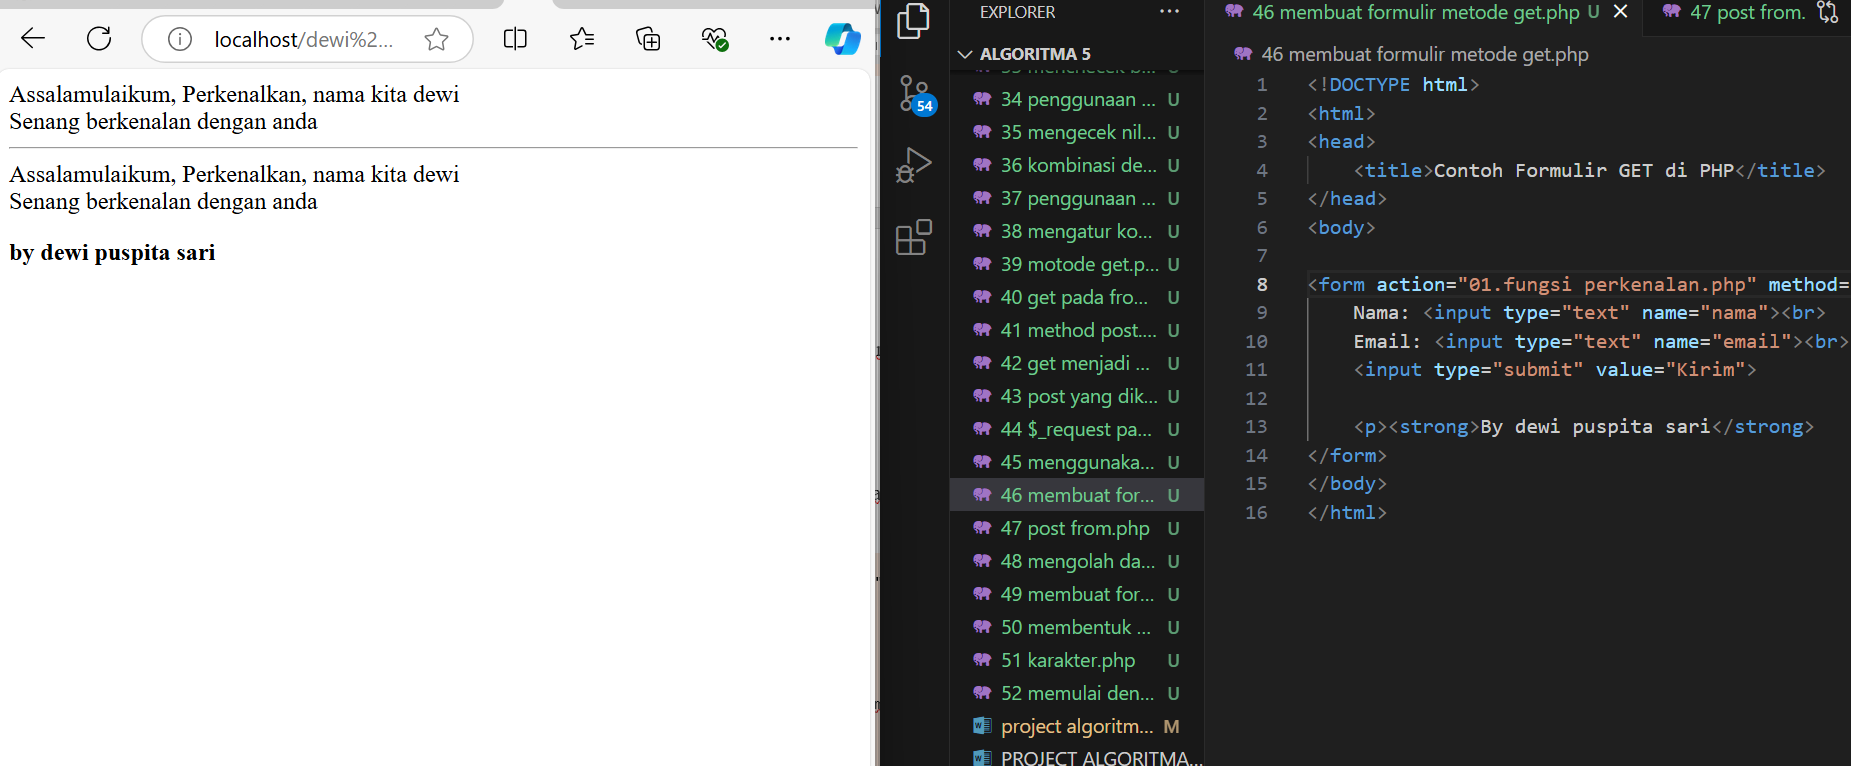 localhost/dewi%2...
Assalamulaikum, Perkenalkan, nama kita dewi
Senang berkenalan dengan anda
Assalamulaikum, Perkenalkan, nama kita dewi
Senang berkenalan dengan anda
by dewi puspita sari
54
EXPLORER
ALGORITMA 5
34 penggunaan ... U
35 mengecek nil... U
36 kombinasi de... U
37 penggunaan ... U
38 mengatur ko... U
39 motode get.p... U
40 get pada fro... U
41 method post.... U
42 get menjadi ... U
43 post yang dik... U
44 $_request pa... U
45 menggunaka... U
46 membuat for... U
47 post from.php U
48 mengolah da... U
49 membuat for... U
50 membentuk ... U
51 karakter.php U
52 memulai den... U
project algoritm... M
PROJECT ALGORITMA...
46 membuat formulir metode get.php U
47 post from.
46 membuat formulir metode get.php
1 <!DOCTYPE html>
2 <html>
3 <head>
4 <title>Contoh Formulir GET di PHP</title>
5 </head>
6 <body>
7
8 <form action="01.fungsi perkenalan.php" method=
9 Nama: <input type="text" name="nama"><br>
10 Email: <input type="text" name="email"><br>
11 <input type="submit" value="Kirim">
12
13 <p><strong>By dewi puspita sari</strong>
14 </form>
15 </body>
16 </html>